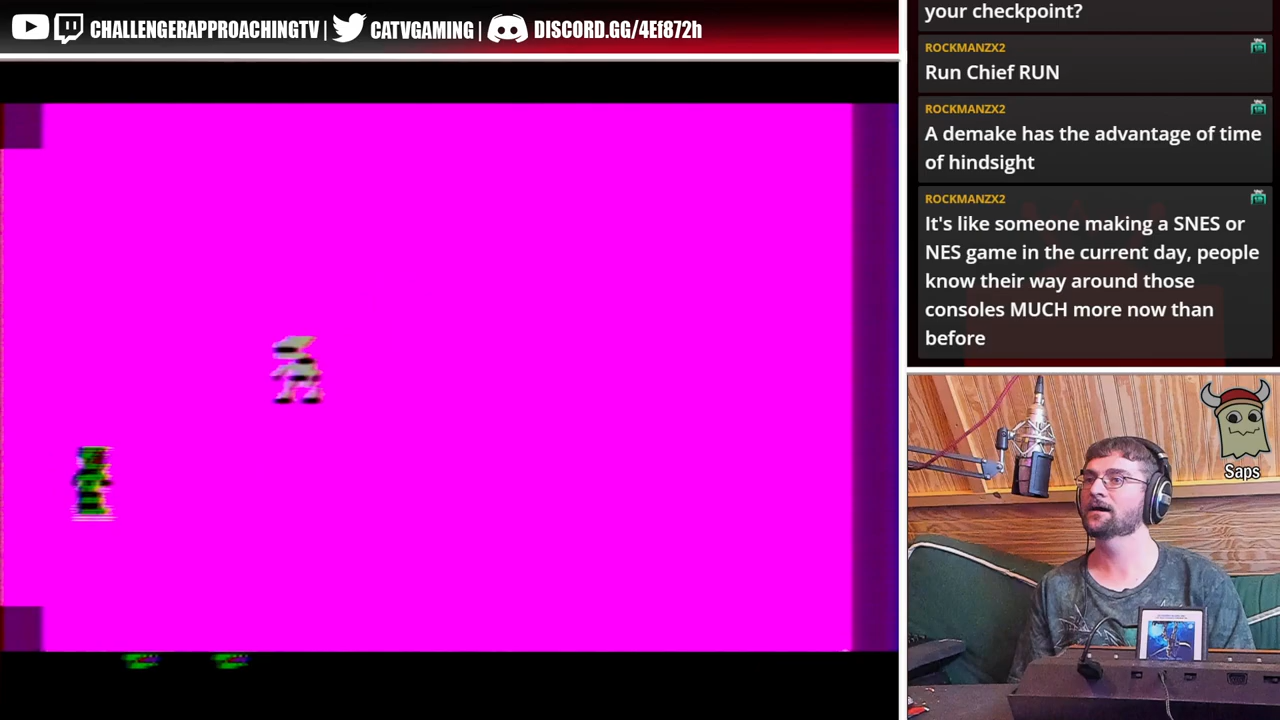 CHALLENGERAPPROACHINGTV | CATVGAMING | DISCORD.GG/4Ef872h
your checkpoint?
ROCKMANZX2
Run Chief RUN
ROCKMANZX2
A demake has the advantage of time
of hindsight
ROCKMANZX2
It's like someone making a SNES or
NES game in the current day, people
know their way around those
consoles MUCH more now than
before
Saps